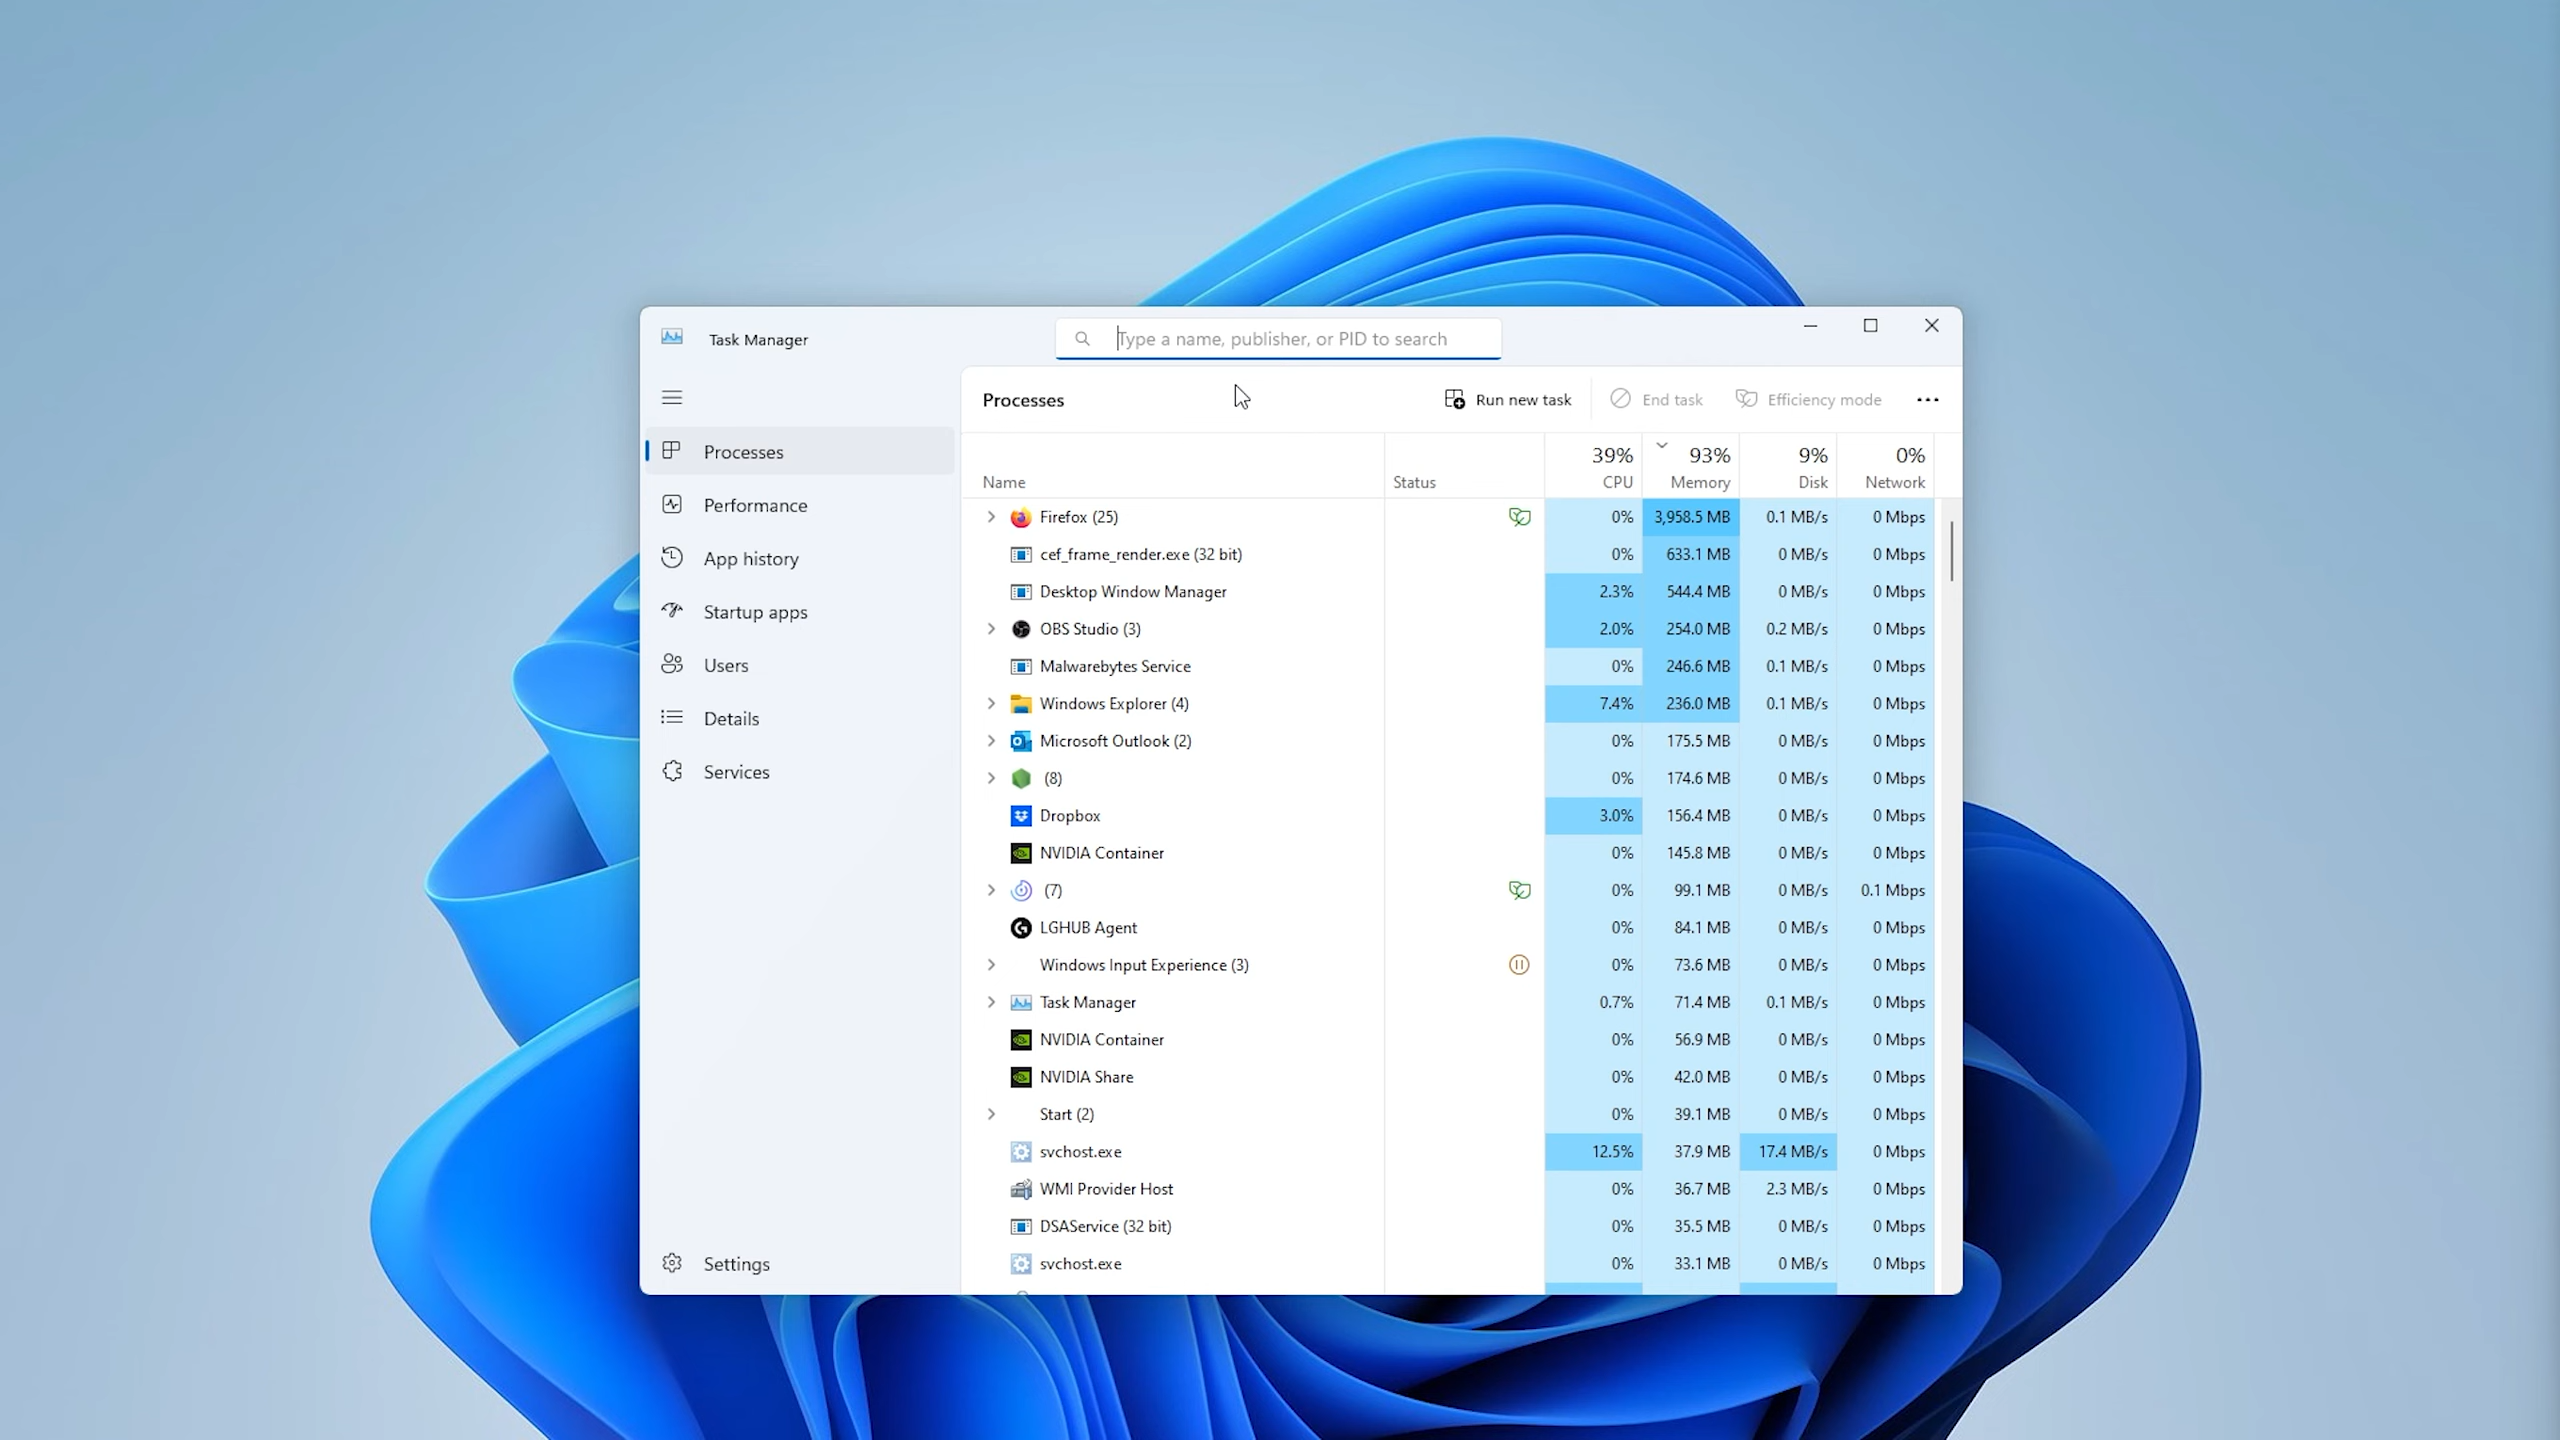 Task Manager
Type a name, publisher, or PID to search
Processes
Run new task
End task
Efficiency mode
Processes
Performance
App history
Startup apps
Users
Details
Services
Settings
39% 93% 9% 0%
Name Status CPU Memory Disk Network
Firefox (25) 0% 3,958.5 MB 0.1 MB/s 0 Mbps
cef_frame_render.exe (32 bit) 0% 633.1 MB 0 MB/s 0 Mbps
Desktop Window Manager 2.3% 544.4 MB 0 MB/s 0 Mbps
OBS Studio (3) 2.0% 254.0 MB 0.2 MB/s 0 Mbps
Malwarebytes Service 0% 246.6 MB 0.1 MB/s 0 Mbps
Windows Explorer (4) 7.4% 236.0 MB 0.1 MB/s 0 Mbps
Microsoft Outlook (2) 0% 175.5 MB 0 MB/s 0 Mbps
(8) 0% 174.6 MB 0 MB/s 0 Mbps
Dropbox 3.0% 156.4 MB 0 MB/s 0 Mbps
NVIDIA Container 0% 145.8 MB 0 MB/s 0 Mbps
(7) 0% 99.1 MB 0 MB/s 0.1 Mbps
LGHUB Agent 0% 84.1 MB 0 MB/s 0 Mbps
Windows Input Experience (3) 0% 73.6 MB 0 MB/s 0 Mbps
Task Manager 0.7% 71.4 MB 0.1 MB/s 0 Mbps
NVIDIA Container 0% 56.9 MB 0 MB/s 0 Mbps
NVIDIA Share 0% 42.0 MB 0 MB/s 0 Mbps
Start (2) 0% 39.1 MB 0 MB/s 0 Mbps
svchost.exe 12.5% 37.9 MB 17.4 MB/s 0 Mbps
WMI Provider Host 0% 36.7 MB 2.3 MB/s 0 Mbps
DSAService (32 bit) 0% 35.5 MB 0 MB/s 0 Mbps
svchost.exe 0% 33.1 MB 0 MB/s 0 Mbps